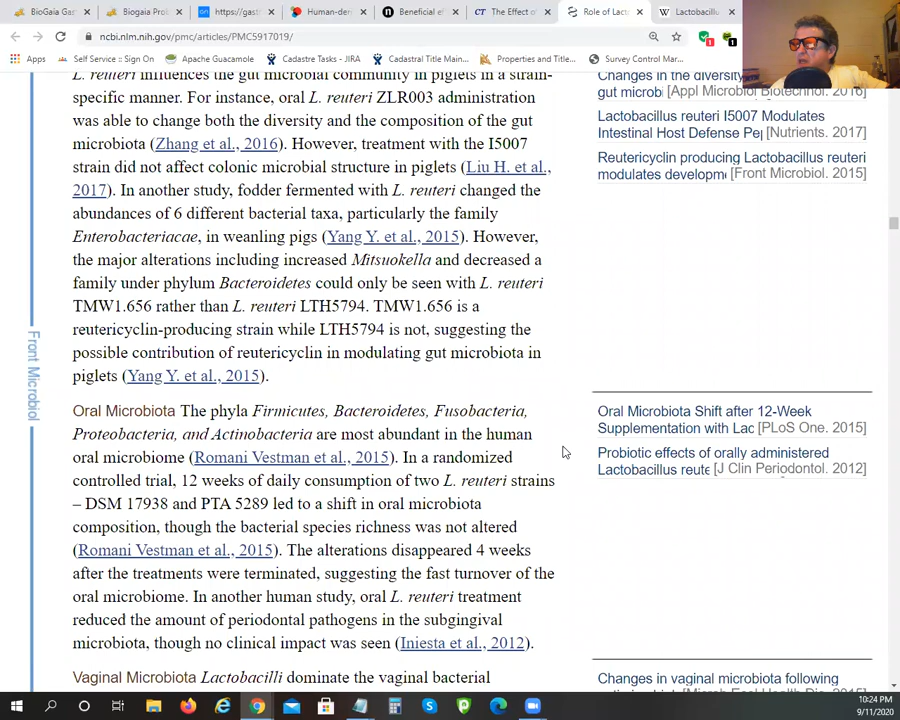 BioGaia Gast
Biogaia Prob
https://gastr
Human-deri
Beneficial eff
The Effect of
Role of Lacto
Lactobacillus
ncbi.nlm.nih.gov/pmc/articles/PMC5917019/
Apps
Self Service :: Sign On
Apache Guacamole
Cadastre Tasks - JIRA
Cadastral Title Main...
Properties and Title...
Survey Control Mar...
L. reuteri influences the gut microbial community in piglets in a strain-
specific manner. For instance, oral L. reuteri ZLR003 administration
was able to change both the diversity and the composition of the gut
microbiota (Zhang et al., 2016). However, treatment with the I5007
strain did not affect colonic microbial structure in piglets (Liu H. et al.,
2017). In another study, fodder fermented with L. reuteri changed the
abundances of 6 different bacterial taxa, particularly the family
Enterobacteriacae, in weanling pigs (Yang Y. et al., 2015). However,
the major alterations including increased Mitsuokella and decreased a
family under phylum Bacteroidetes could only be seen with L. reuteri
TMW1.656 rather than L. reuteri LTH5794. TMW1.656 is a
reutericyclin-producing strain while LTH5794 is not, suggesting the
possible contribution of reutericyclin in modulating gut microbiota in
piglets (Yang Y. et al., 2015).
Oral Microbiota The phyla Firmicutes, Bacteroidetes, Fusobacteria,
Proteobacteria, and Actinobacteria are most abundant in the human
oral microbiome (Romani Vestman et al., 2015). In a randomized
controlled trial, 12 weeks of daily consumption of two L. reuteri strains
– DSM 17938 and PTA 5289 led to a shift in oral microbiota
composition, though the bacterial species richness was not altered
(Romani Vestman et al., 2015). The alterations disappeared 4 weeks
after the treatments were terminated, suggesting the fast turnover of the
oral microbiome. In another human study, oral L. reuteri treatment
reduced the amount of periodontal pathogens in the subgingival
microbiota, though no clinical impact was seen (Iniesta et al., 2012).
Vaginal Microbiota Lactobacilli dominate the vaginal bacterial
Front Microbiol
Changes in the diversity
gut microb [Appl Microbiol Biotechnol. 2016]
Lactobacillus reuteri I5007 Modulates
Intestinal Host Defense Pe [Nutrients. 2017]
Reutericyclin producing Lactobacillus reuteri
modulates developme [Front Microbiol. 2015]
Oral Microbiota Shift after 12-Week
Supplementation with Lac [PLoS One. 2015]
Probiotic effects of orally administered
Lactobacillus reute [J Clin Periodontol. 2012]
Changes in vaginal microbiota following
10:24 PM
9/11/2020